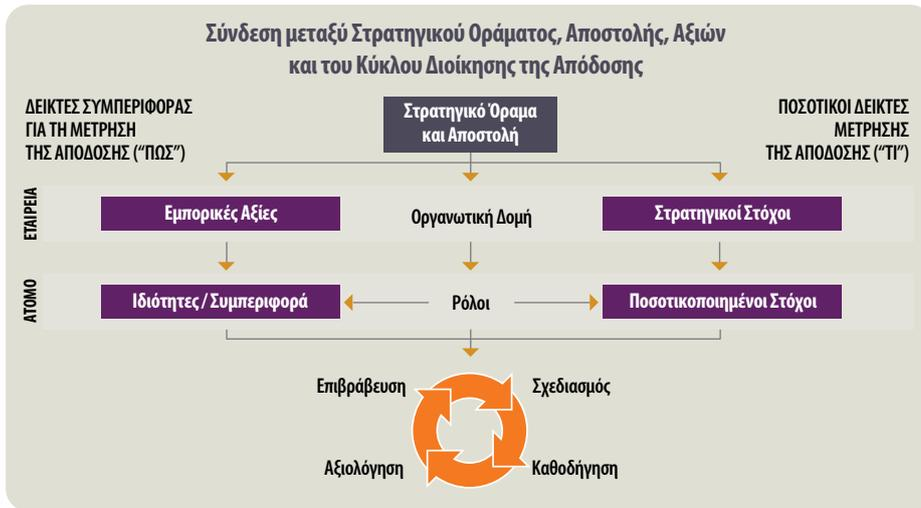 Σύνδεση μεταξύ Στρατηγικού Οράματος, Αποστολής, Αξιών
και του Κύκλου Διοίκησης της Απόδοσης
ΔΕΙΚΤΕΣ ΣΥΜΠΕΡΙΦΟΡΑΣ
ΓΙΑ ΤΗ ΜΕΤΡΗΣΗ
ΤΗΣ ΑΠΟΔΟΣΗΣ (“ΠΩΣ”)
Στρατηγικό Όραμα
και Αποστολή
ΠΟΣΟΤΙΚΟΙ ΔΕΙΚΤΕΣ
ΜΕΤΡΗΣΗΣ
ΤΗΣ ΑΠΟΔΟΣΗΣ (“ΤΙ”)
ΕΤΑΙΡΕΙΑ
Εμπορικές Αξίες
Οργανωτική Δομή
Στρατηγικοί Στόχοι
ΑΤΟΜΟ
Ιδιότητες / Συμπεριφορά
Ρόλοι
Ποσοτικοποιημένοι Στόχοι
Επιβράβευση
Σχεδιασμός
Αξιολόγηση
Καθοδήγηση